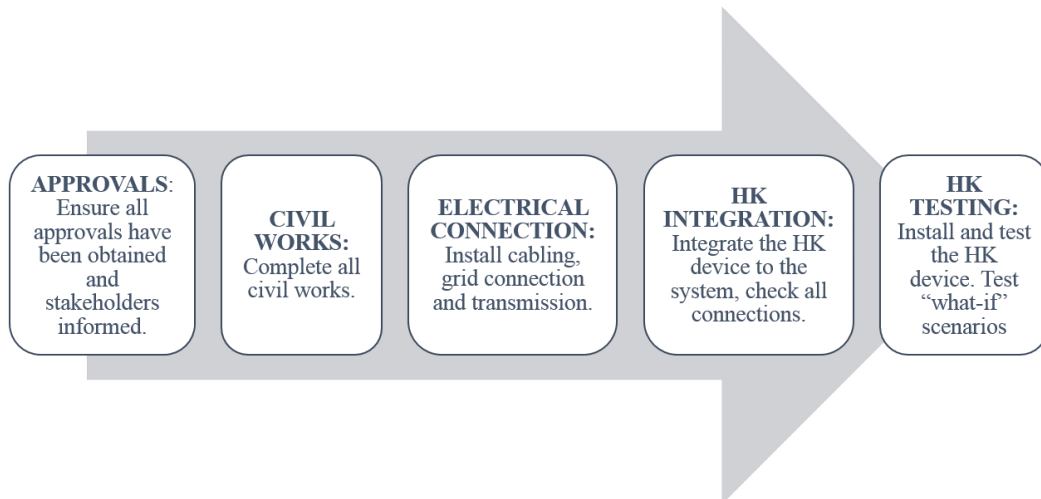 APPROVALS:
Ensure all
approvals have
been obtained
and
stakeholders
informed.
CIVIL
WORKS:
Complete all
civil works.
ELECTRICAL
CONNECTION:
Install cabling,
grid connection
and transmission.
HK
INTEGRATION:
Integrate the HK
device to the
system, check all
connections.
HK
TESTING:
Install and test
the HK
device. Test
“what-if”
scenarios